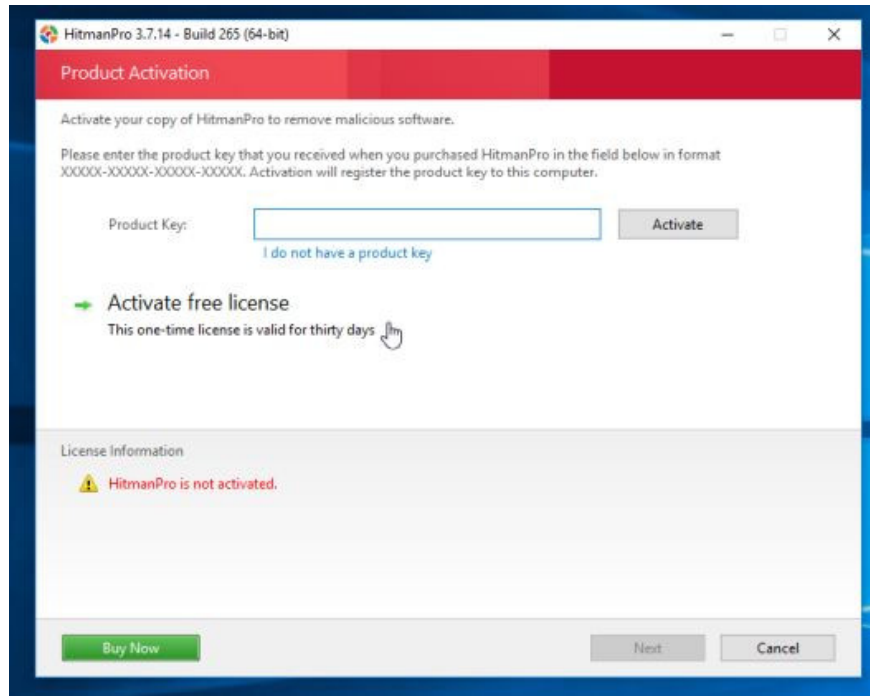 HitmanPro 3.7.14 - Build 265 (64-bit)
Product Activation
Activate your copy of HitmanPro to remove malicious software.
Please enter the product key that you received when you purchased HitmanPro in the field below in format
XXXXX-XXXXX-XXXXX-XXXXX. Activation will register the product key to this computer.
Product Key:
Activate
I do not have a product key
Activate free license
This one-time license is valid for thirty days
License Information
HitmanPro is not activated.
Buy Now
Next
Cancel